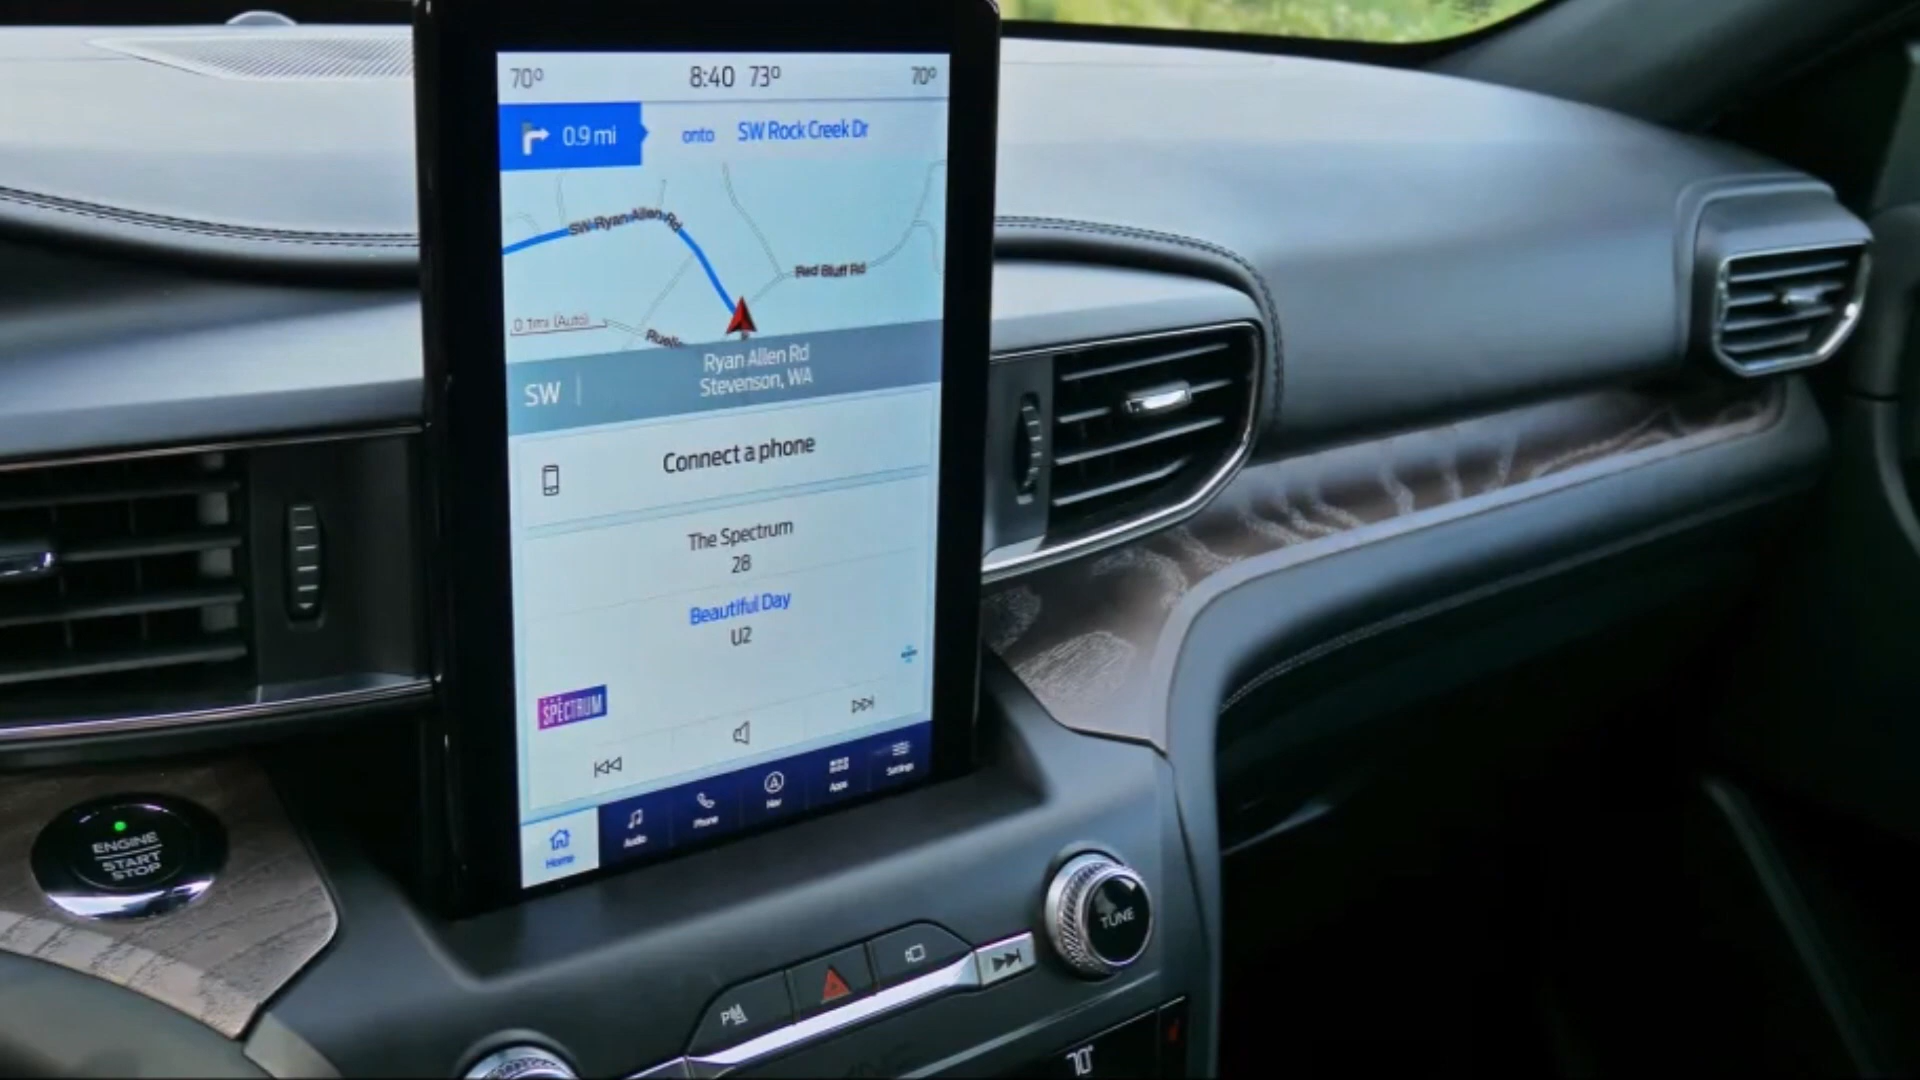 70° 8:40 73° 70°
0.9 mi onto SW Rock Creek Dr
SW Ryan Allen Rd
Red Bluff Rd
0.1mi (Auto)
Ryan Allen Rd
SW Stevenson, WA
Connect a phone
The Spectrum
28
Beautiful Day
U2
SPECTRUM
Home Audio Phone Nav Apps Settings
ENGINE
START
STOP
TUNE
P
70°